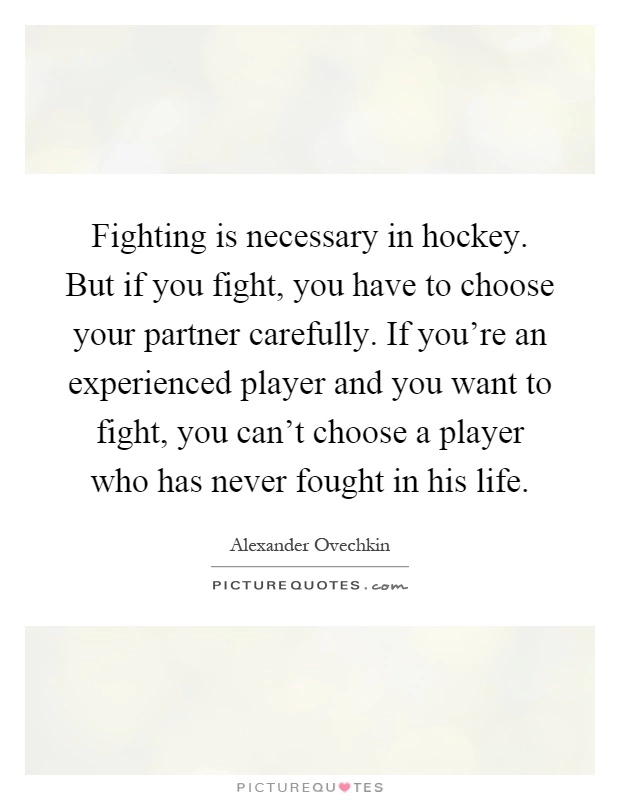 Fighting is necessary in hockey.
But if you fight, you have to choose
your partner carefully. If you’re an
experienced player and you want to
fight, you can’t choose a player
who has never fought in his life.
Alexander Ovechkin
PICTUREQUOTES.com
PICTUREQUOTES